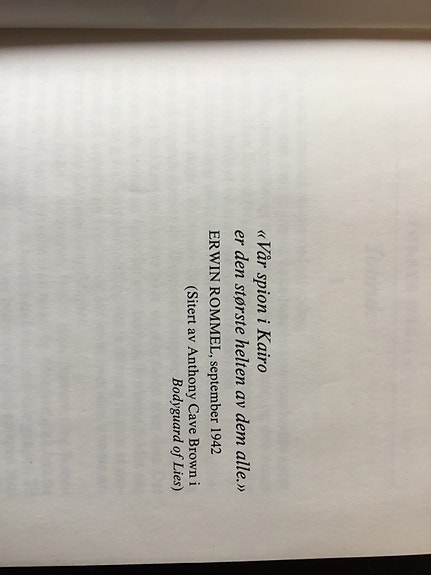 «Vår spion i Kairo
er den største helten av dem alle.»
ERWIN ROMMEL, september 1942
(Sitert av Anthony Cave Brown i
Bodyguard of Lies)